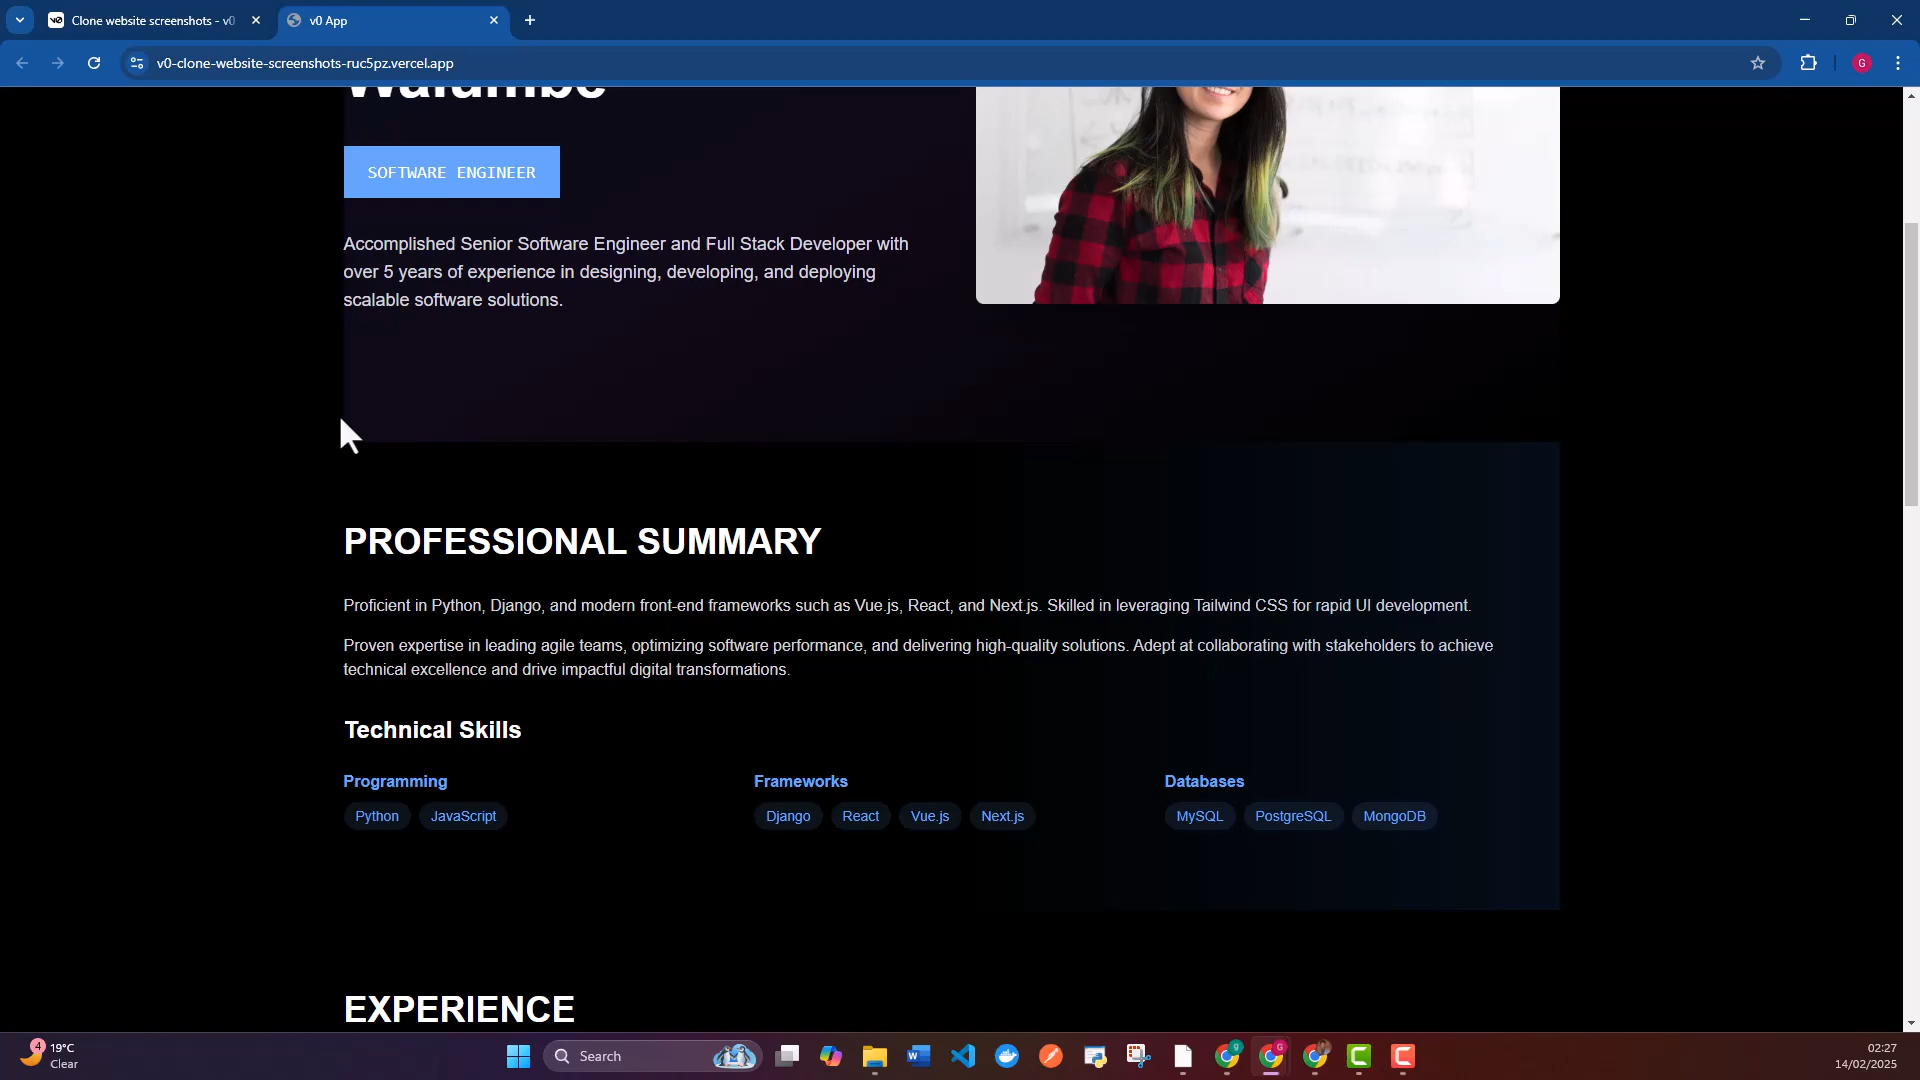 Clone website screenshots - v0
v0 App
v0-clone-website-screenshots-ruc5pz.vercel.app
G
Wafumbe
SOFTWARE ENGINEER
Accomplished Senior Software Engineer and Full Stack Developer with
over 5 years of experience in designing, developing, and deploying
scalable software solutions.
PROFESSIONAL SUMMARY
Proficient in Python, Django, and modern front-end frameworks such as Vue.js, React, and Next.js. Skilled in leveraging Tailwind CSS for rapid UI development.
Proven expertise in leading agile teams, optimizing software performance, and delivering high-quality solutions. Adept at collaborating with stakeholders to achieve
technical excellence and drive impactful digital transformations.
Technical Skills
Programming Frameworks Databases
Python JavaScript Django React Vue.js Next.js MySQL PostgreSQL MongoDB
EXPERIENCE
4 19°C
Clear
Search
02:27
14/02/2025